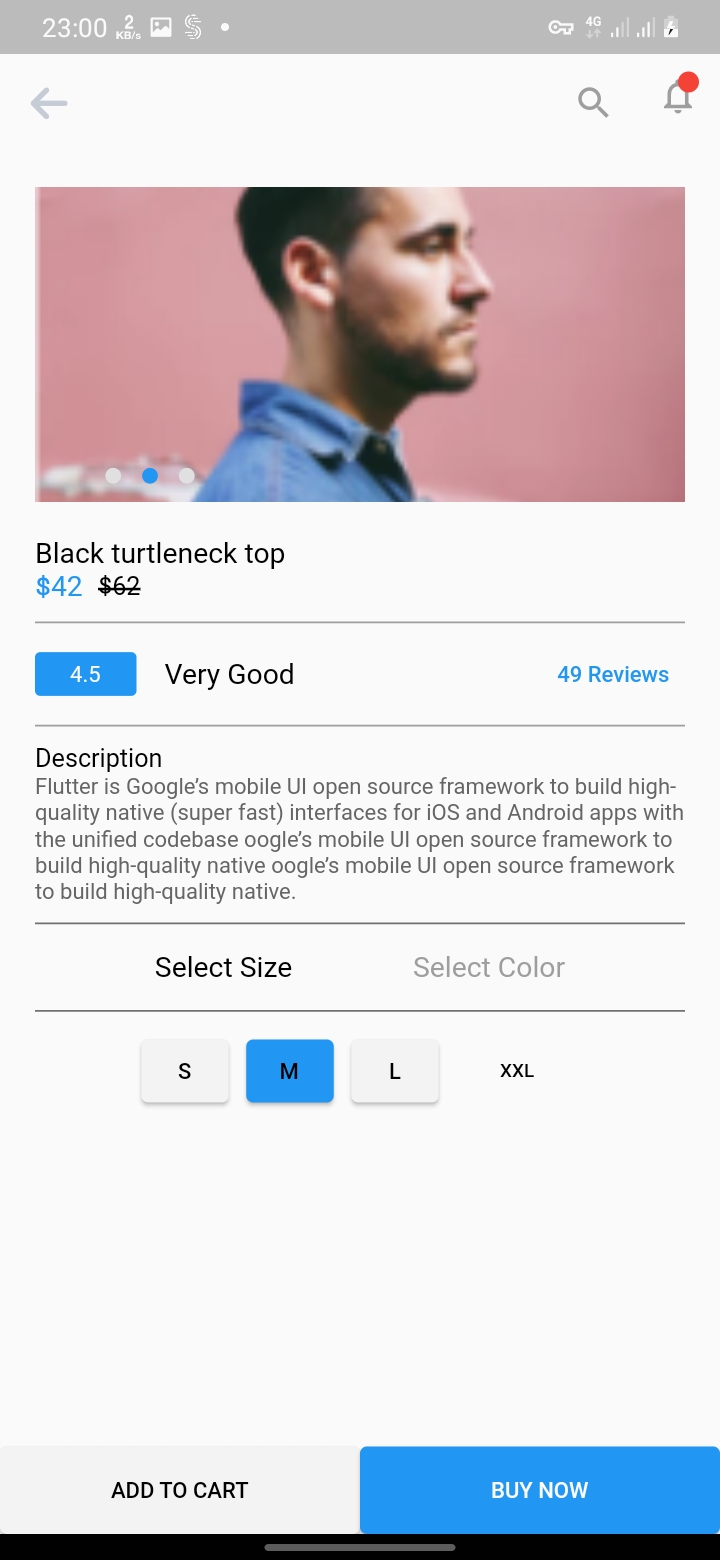 23:00 2 KB/s 4G
Black turtleneck top
$42 $62
4.5 Very Good 49 Reviews
Description
Flutter is Google’s mobile UI open source framework to build high-
quality native (super fast) interfaces for iOS and Android apps with
the unified codebase oogle’s mobile UI open source framework to
build high-quality native oogle’s mobile UI open source framework
to build high-quality native.
Select Size Select Color
S M L XXL
ADD TO CART BUY NOW